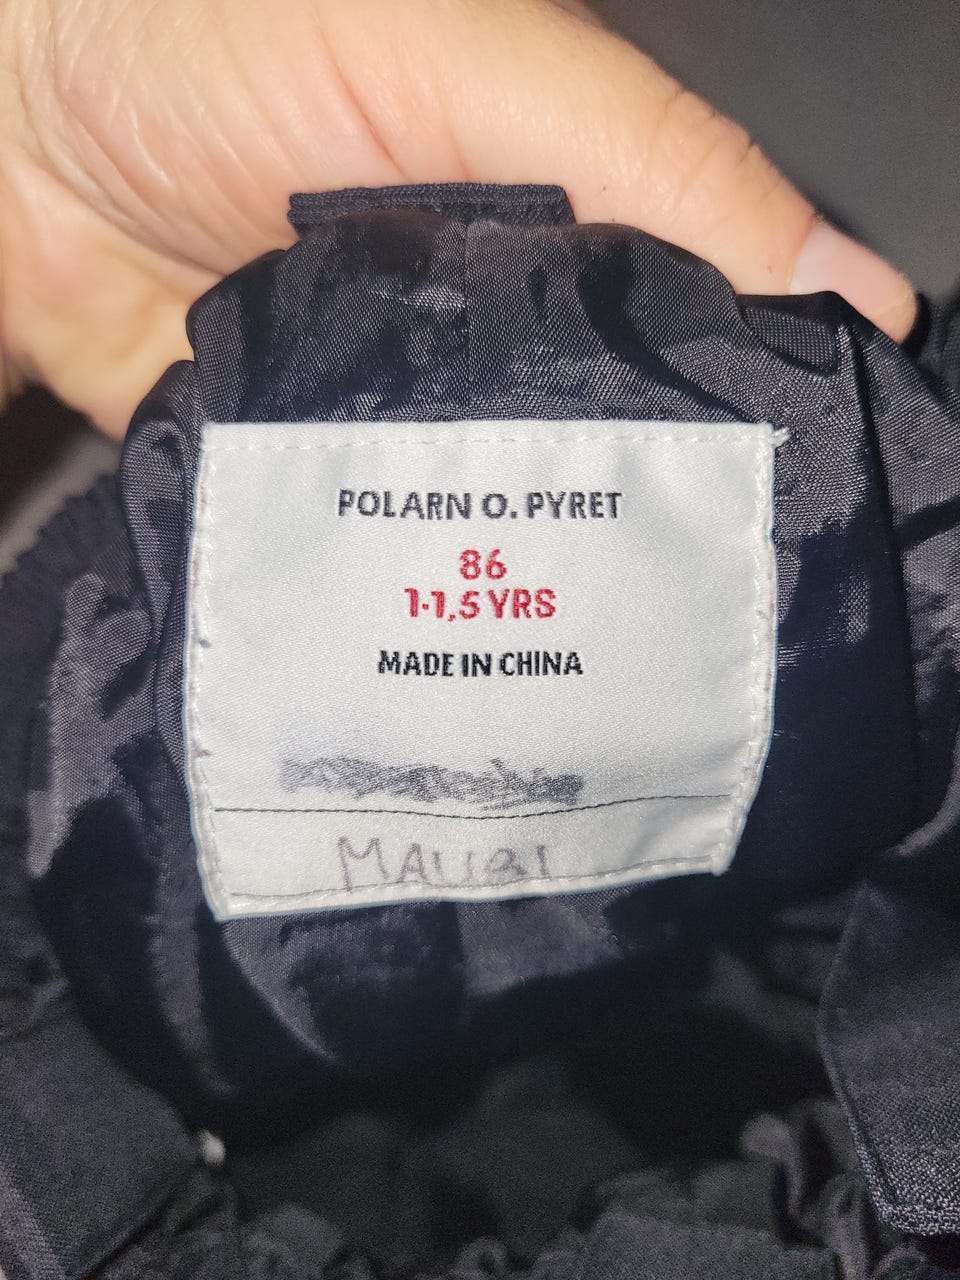 POLARN O. PYRET
86
1-1,5 YRS
MADE IN CHINA